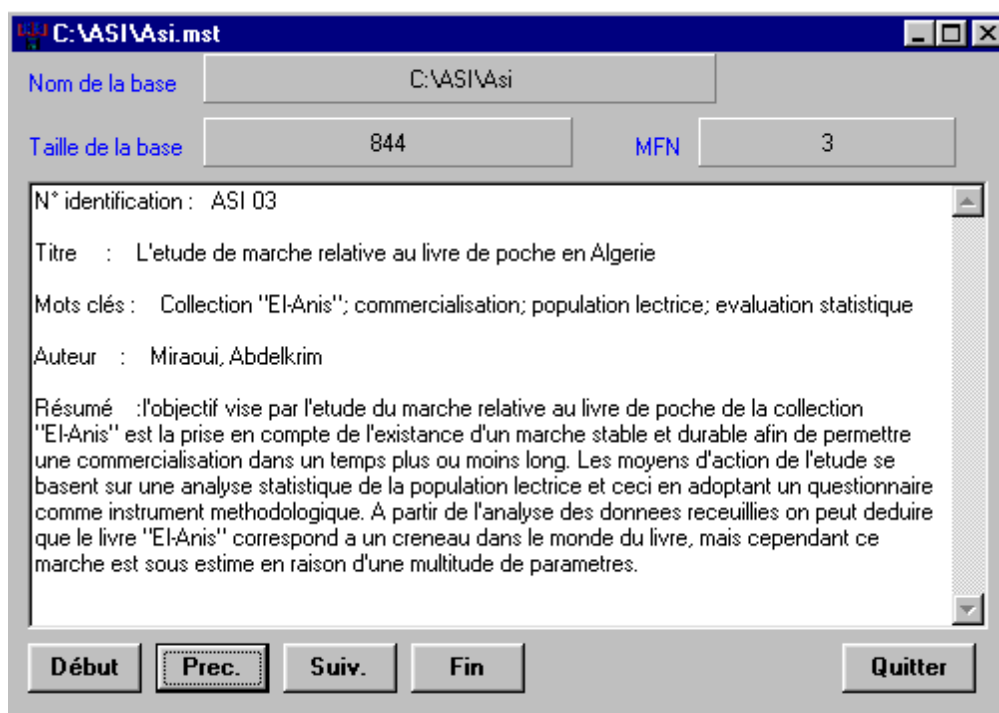 C:\ASI\Asi.mst
Nom de la base C:\ASI\Asi
Taille de la base 844 MFN 3
N° identification : ASI 03
Titre : L'etude de marche relative au livre de poche en Algerie
Mots clés : Collection "El-Anis"; commercialisation; population lectrice; evaluation statistique
Auteur : Miraoui, Abdelkrim
Résumé :l'objectif vise par l'etude du marche relative au livre de poche de la collection
"El-Anis" est la prise en compte de l'existance d'un marche stable et durable afin de permettre
une commercialisation dans un temps plus ou moins long. Les moyens d'action de l'etude se
basent sur une analyse statistique de la population lectrice et ceci en adoptant un questionnaire
comme instrument methodologique. A partir de l'analyse des donnees receuillies on peut deduire
que le livre "El-Anis" correspond a un creneau dans le monde du livre, mais cependant ce
marche est sous estime en raison d'une multitude de parametres.
Début Prec. Suiv. Fin Quitter